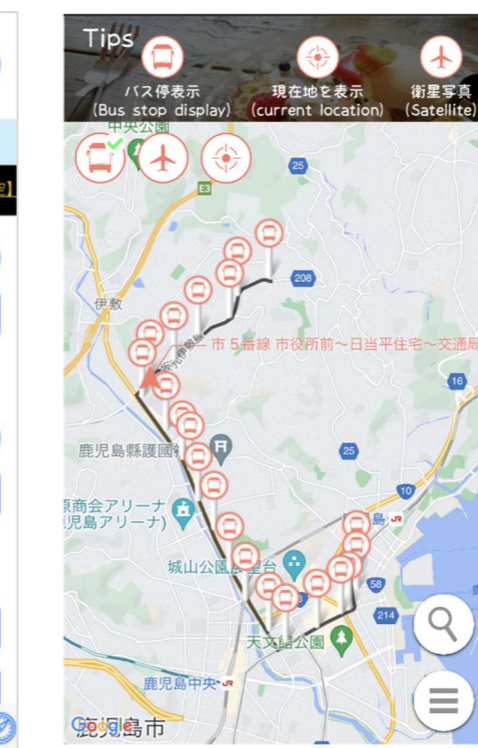 Tips
バス停表示
(Bus stop display)
現在地を表示
(current location)
衛星写真
(Satellite)
中央公園
25
E3
208
伊敷
市5番線 市役所前～日当平住宅～交通局
16
鹿児島縣護國神
25
10
原商会アリーナ
児島アリーナ)
島
JR
城山公園
台
58
214
天文館公園
鹿児島中央
JR
Google
鹿児島市